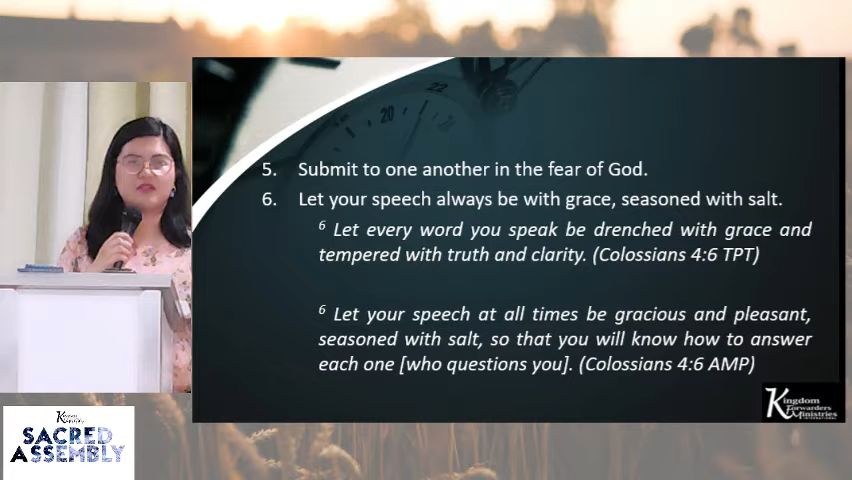 22
20
5. Submit to one another in the fear of God.
6. Let your speech always be with grace, seasoned with salt.
6 Let every word you speak be drenched with grace and
tempered with truth and clarity. (Colossians 4:6 TPT)
6 Let your speech at all times be gracious and pleasant,
seasoned with salt, so that you will know how to answer
each one [who questions you]. (Colossians 4:6 AMP)
Kingdom
Forwarders
Ministries
INTERNATIONAL
SACRED
ASSEMBLY